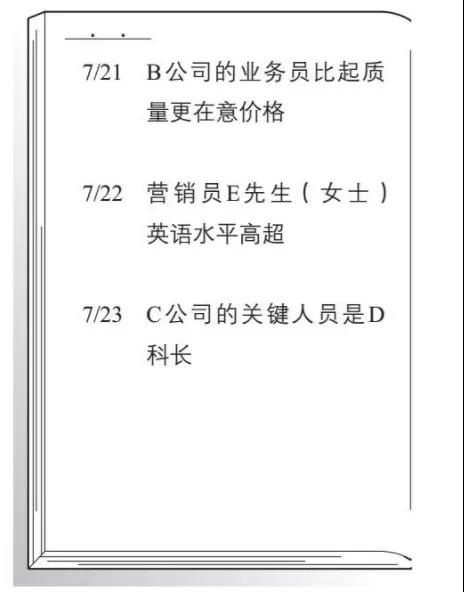 7/21 B公司的业务员比起质
量更在意价格
7/22 营销员E先生（女士）
英语水平高超
7/23 C公司的关键人员是D
科长